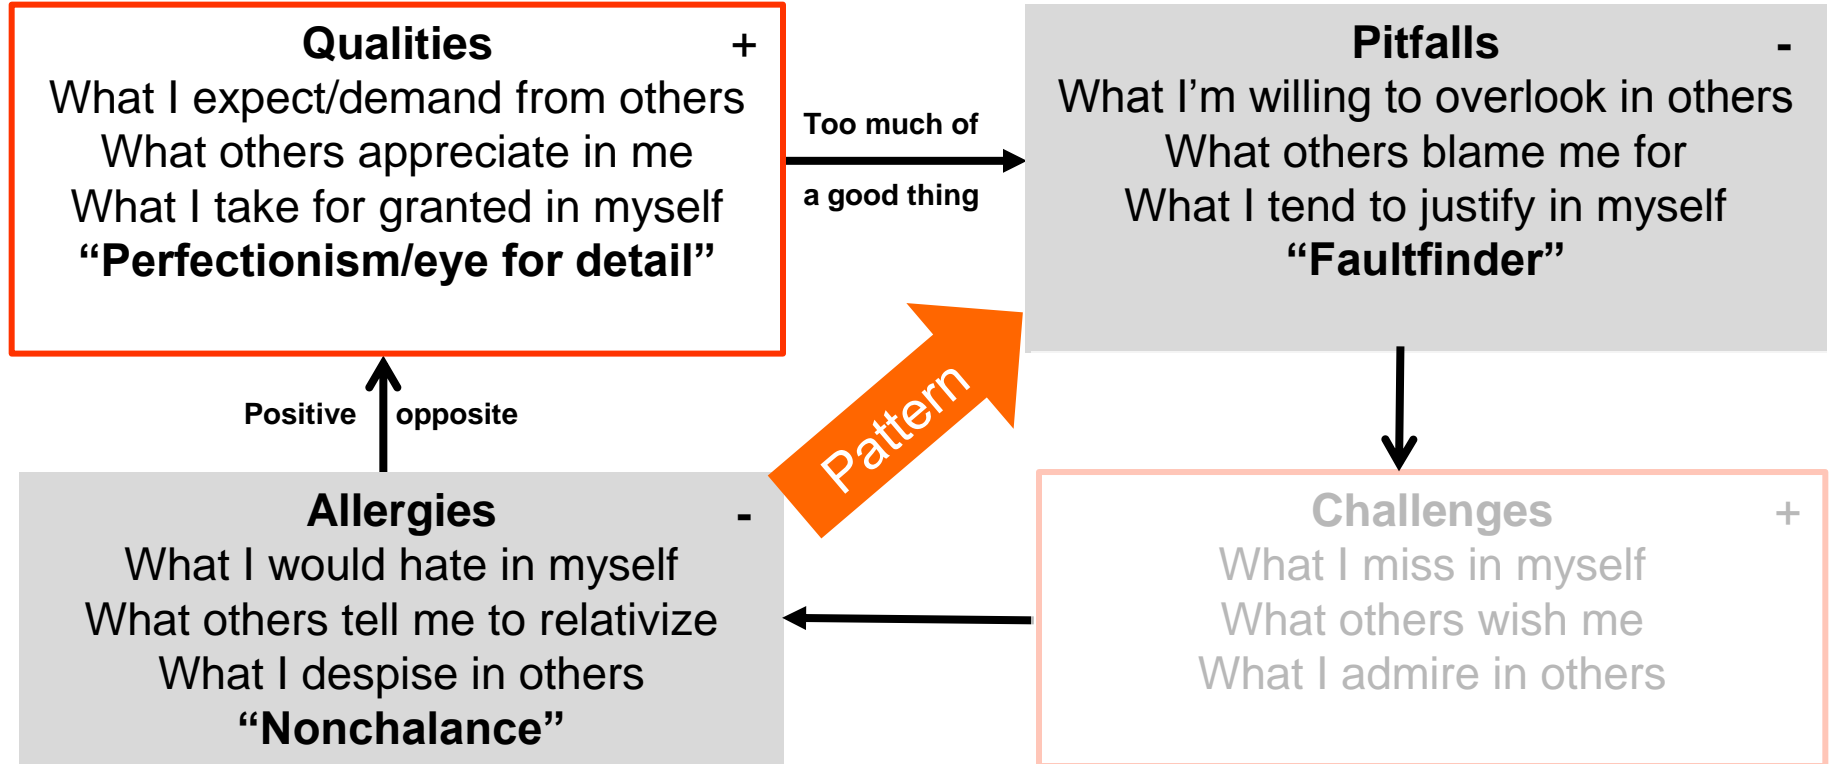 Qualities +
What I expect/demand from others
What others appreciate in me
What I take for granted in myself
“Perfectionism/eye for detail”
Too much of
a good thing
Pitfalls -
What I’m willing to overlook in others
What others blame me for
What I tend to justify in myself
“Faultfinder”
Positive opposite
Pattern
Allergies -
What I would hate in myself
What others tell me to relativize
What I despise in others
“Nonchalance”
Challenges +
What I miss in myself
What others wish me
What I admire in others